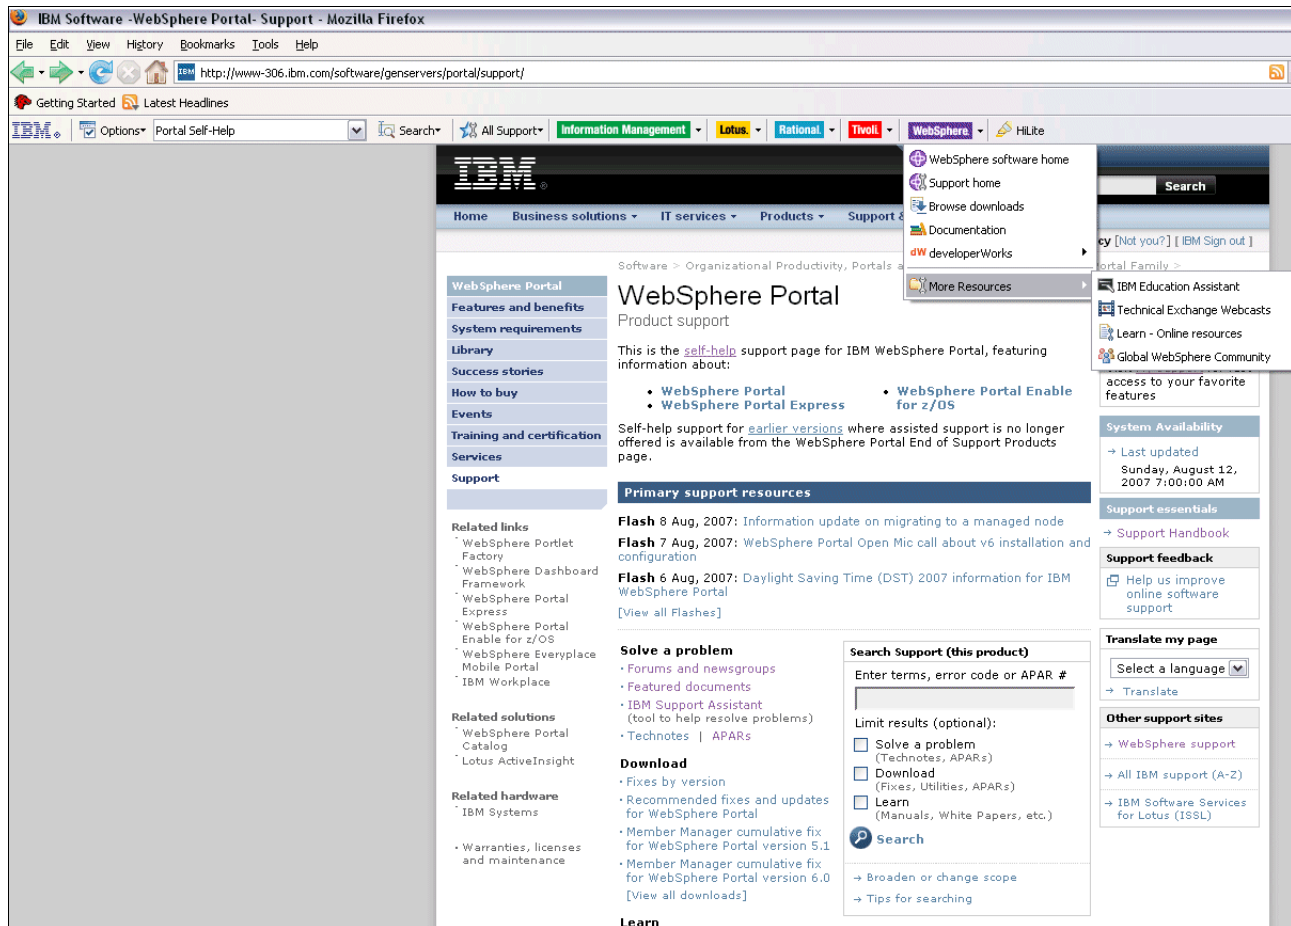 IBM Software -WebSphere Portal- Support - Mozilla Firefox
File Edit View History Bookmarks Tools Help
IBM http://www-306.ibm.com/software/genservers/portal/support/
Getting Started Latest Headlines
IBM Options Portal Self-Help Search All Support Information Management Lotus. Rational. Tivoli. WebSphere. HiLite
WebSphere software home
Support home
Browse downloads
Documentation
dW developerWorks
More Resources
IBM Education Assistant
Technical Exchange Webcasts
Learn - Online resources
Global WebSphere Community
IBM
Search
Home Business solutions IT services Products Support &
cy [Not you?] [ IBM Sign out ]
Software > Organizational Productivity, Portals a
ortal Family >
WebSphere Portal
Features and benefits
System requirements
Library
Success stories
How to buy
Events
Training and certification
Services
Support
Related links
WebSphere Portlet
Factory
WebSphere Dashboard
Framework
WebSphere Portal
Express
WebSphere Portal
Enable for z/OS
WebSphere Everyplace
Mobile Portal
IBM Workplace
Related solutions
WebSphere Portal
Catalog
Lotus ActiveInsight
Related hardware
IBM Systems
Warranties, licenses
and maintenance
WebSphere Portal
Product support
This is the self-help support page for IBM WebSphere Portal, featuring
information about:
• WebSphere Portal
• WebSphere Portal Express
• WebSphere Portal Enable
for z/OS
Self-help support for earlier versions where assisted support is no longer
offered is available from the WebSphere Portal End of Support Products
page.
Primary support resources
Flash 8 Aug, 2007: Information update on migrating to a managed node
Flash 7 Aug, 2007: WebSphere Portal Open Mic call about v6 installation and
configuration
Flash 6 Aug, 2007: Daylight Saving Time (DST) 2007 information for IBM
WebSphere Portal
[View all Flashes]
Solve a problem
Forums and newsgroups
Featured documents
IBM Support Assistant
(tool to help resolve problems)
Technotes | APARs
Download
Fixes by version
Recommended fixes and updates
for WebSphere Portal
Member Manager cumulative fix
for WebSphere Portal version 5.1
Member Manager cumulative fix
for WebSphere Portal version 6.0
[View all downloads]
Learn
Search Support (this product)
Enter terms, error code or APAR #
Limit results (optional):
Solve a problem
(Technotes, APARs)
Download
(Fixes, Utilities, APARs)
Learn
(Manuals, White Papers, etc.)
Search
→ Broaden or change scope
→ Tips for searching
access to your favorite
features
System Availability
→ Last updated
Sunday, August 12,
2007 7:00:00 AM
Support essentials
→ Support Handbook
Support feedback
Help us improve
online software
support
Translate my page
Select a language
→ Translate
Other support sites
→ WebSphere support
→ All IBM support (A-Z)
→ IBM Software Services
for Lotus (ISSL)